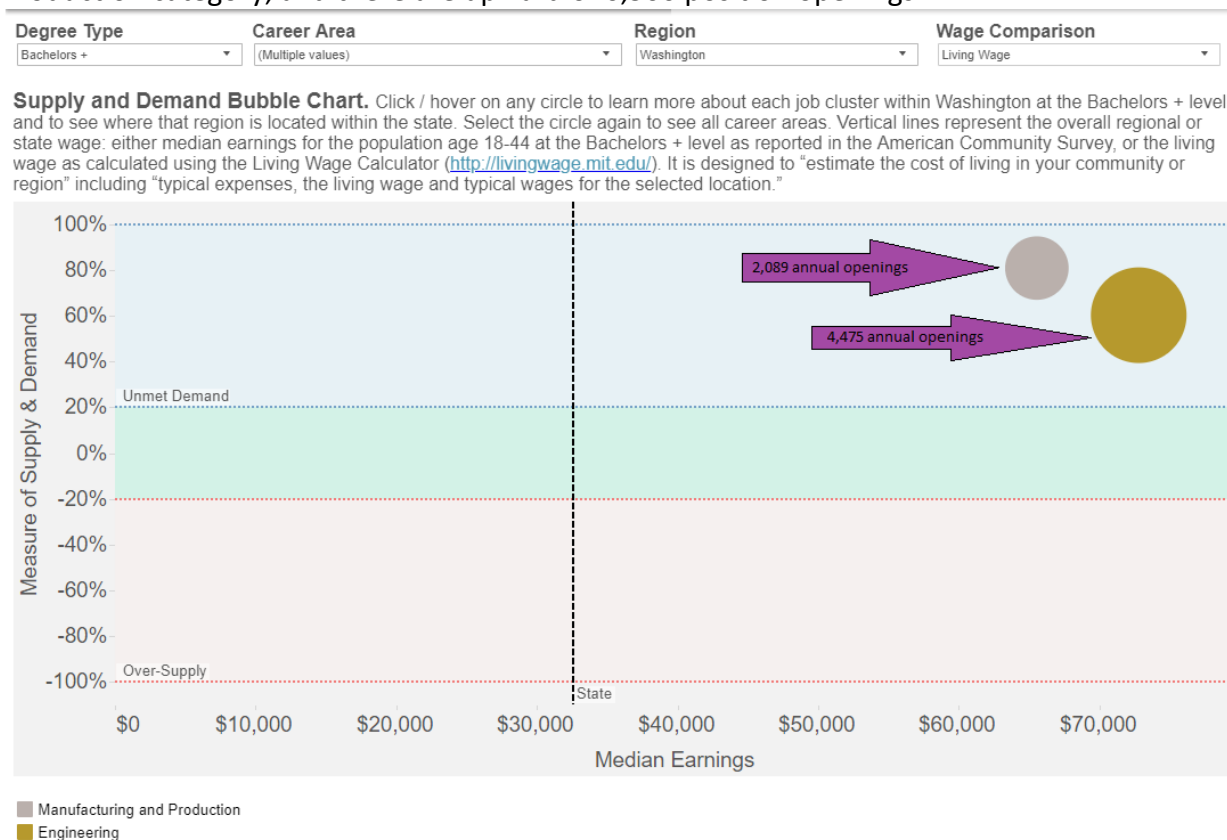 Degree Type Career Area Region Wage Comparison
Bachelors + (Multiple values) Washington Living Wage
Supply and Demand Bubble Chart. Click / hover on any circle to learn more about each job cluster within Washington at the Bachelors + level
and to see where that region is located within the state. Select the circle again to see all career areas. Vertical lines represent the overall regional or
state wage: either median earnings for the population age 18-44 at the Bachelors + level as reported in the American Community Survey, or the living
wage as calculated using the Living Wage Calculator (http://livingwage.mit.edu/). It is designed to “estimate the cost of living in your community or
region” including “typical expenses, the living wage and typical wages for the selected location.”
Measure of Supply & Demand
100%
80%
60%
40%
20%
0%
-20%
-40%
-60%
-80%
-100%
2,089 annual openings
4,475 annual openings
Unmet Demand
Over-Supply
State
$0 $10,000 $20,000 $30,000 $40,000 $50,000 $60,000 $70,000
Median Earnings
Manufacturing and Production
Engineering